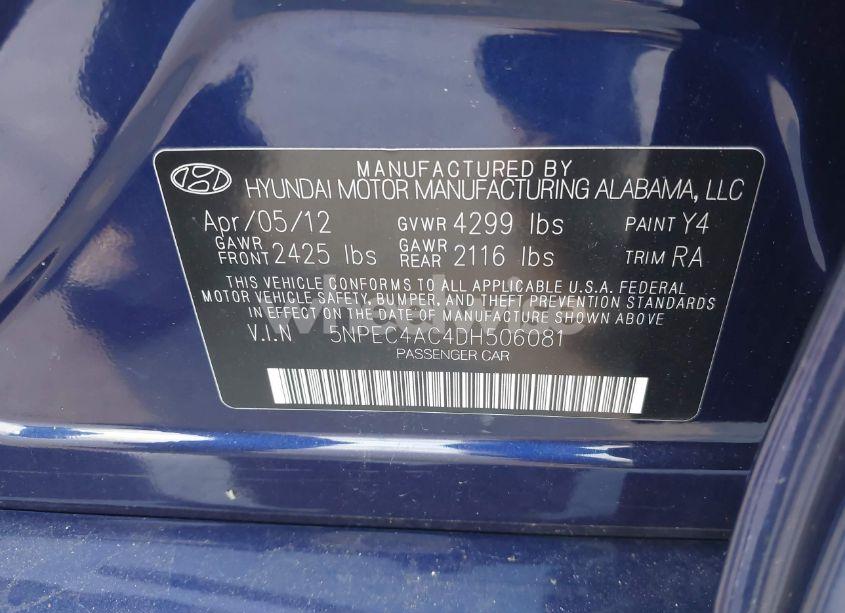 MANUFACTURED BY
HYUNDAI MOTOR MANUFACTURING ALABAMA, LLC
Apr/05/12 GVWR 4299 lbs PAINT Y4
GAWR FRONT 2425 lbs GAWR REAR 2116 lbs TRIM RA
THIS VEHICLE CONFORMS TO ALL APPLICABLE U.S.A. FEDERAL
MOTOR VEHICLE SAFETY, BUMPER, AND THEFT PREVENTION STANDARDS
IN EFFECT ON THE DATE OF MANUFACTURE SHOWN ABOVE.
wheelwise
V.I.N 5NPEC4AC4DH506081
PASSENGER CAR